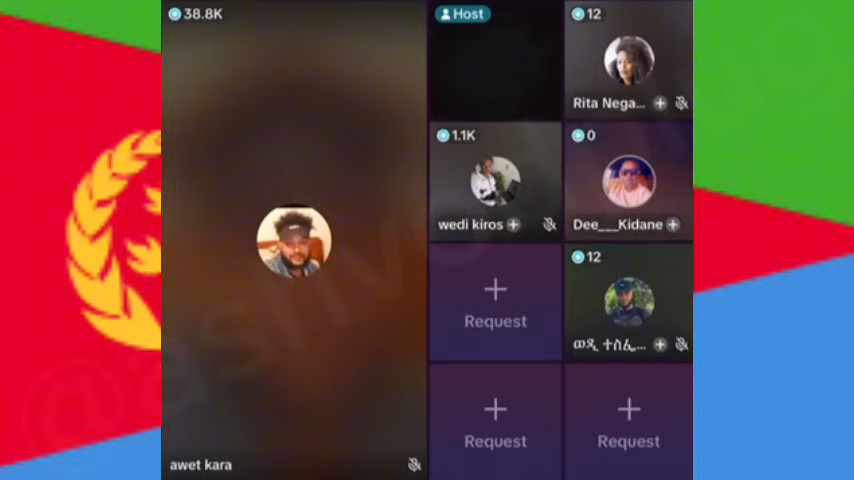 38.8K
awet kara
Host
12
Rita Nega...
1.1K
wedi kiros
0
Dee___Kidane
Request
12
ወዲ ተስፈ...
Request
Request